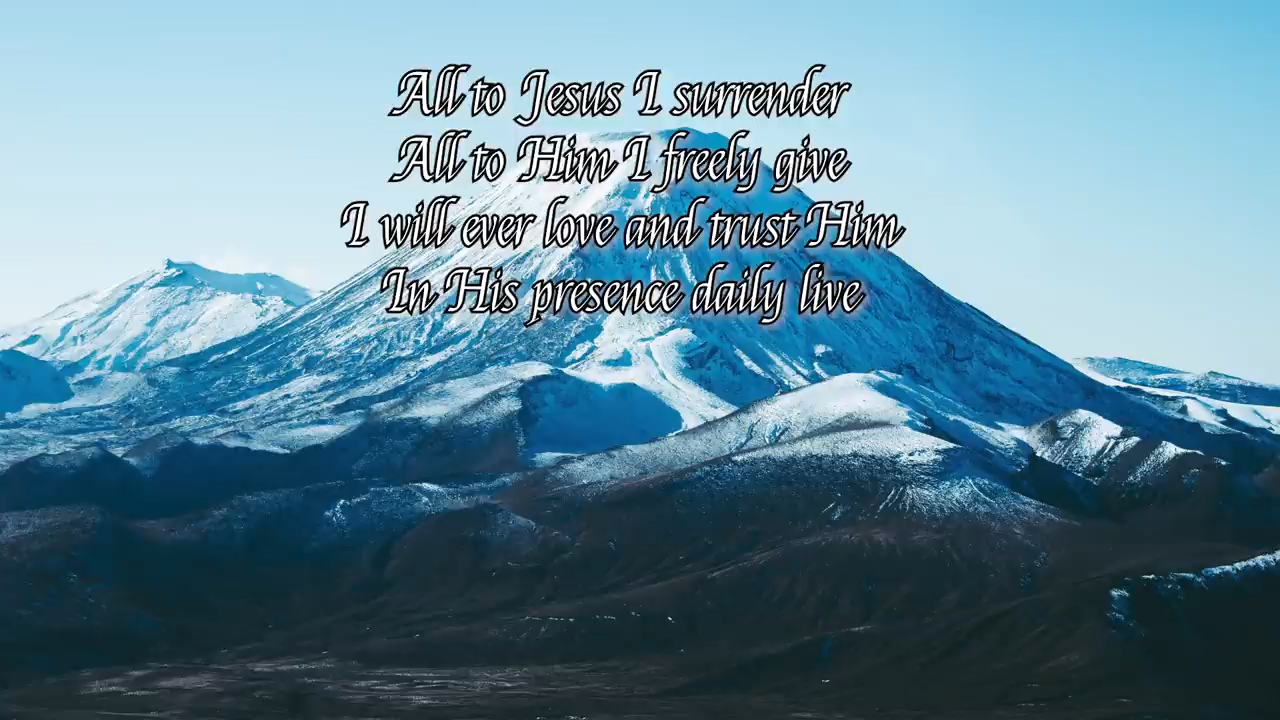 All to Jesus I surrender
All to Him I freely give
I will ever love and trust Him
In His presence daily live